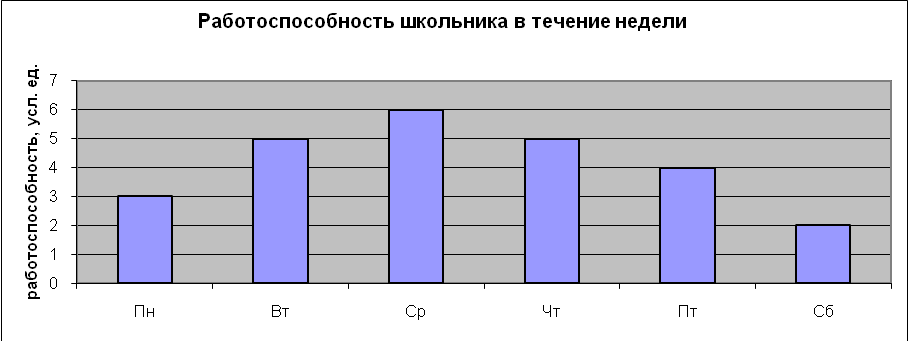 Работоспособность школьника в течение недели
работоспособность, усл. ед.
7
6
5
4
3
2
1
0
Пн Вт Ср Чт Пт Сб